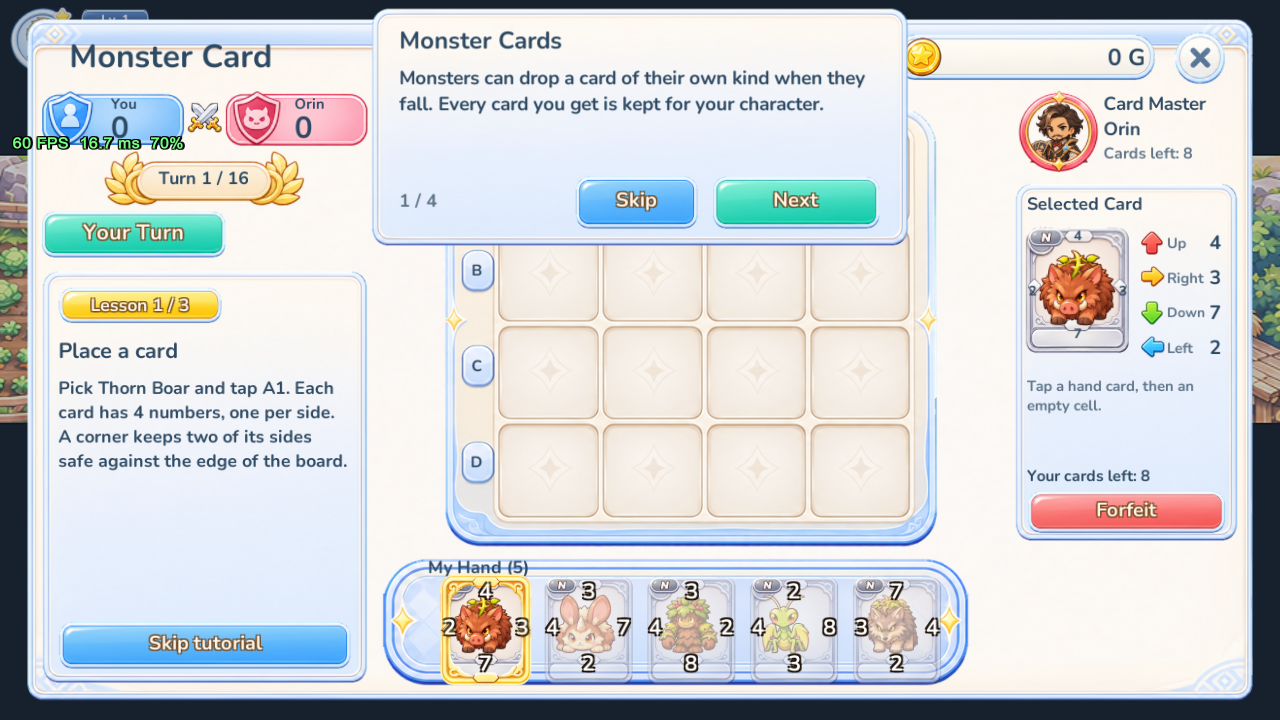 Lv 1
Monster Card
You
0
Orin
0
60 FPS 16.7 ms 70%
Turn 1 / 16
Your Turn
Lesson 1 / 3
Place a card
Pick Thorn Boar and tap A1. Each
card has 4 numbers, one per side.
A corner keeps two of its sides
safe against the edge of the board.
Skip tutorial
Monster Cards
Monsters can drop a card of their own kind when they
fall. Every card you get is kept for your character.
1 / 4
Skip
Next
B
C
D
My Hand (5)
4
2 3
7
N 3
4 7
2
N 3
4 2
8
N 2
4 8
3
N 7
3 4
2
0 G
Card Master
Orin
Cards left: 8
Selected Card
N 4
2 3
7
Up 4
Right 3
Down 7
Left 2
Tap a hand card, then an
empty cell.
Your cards left: 8
Forfeit